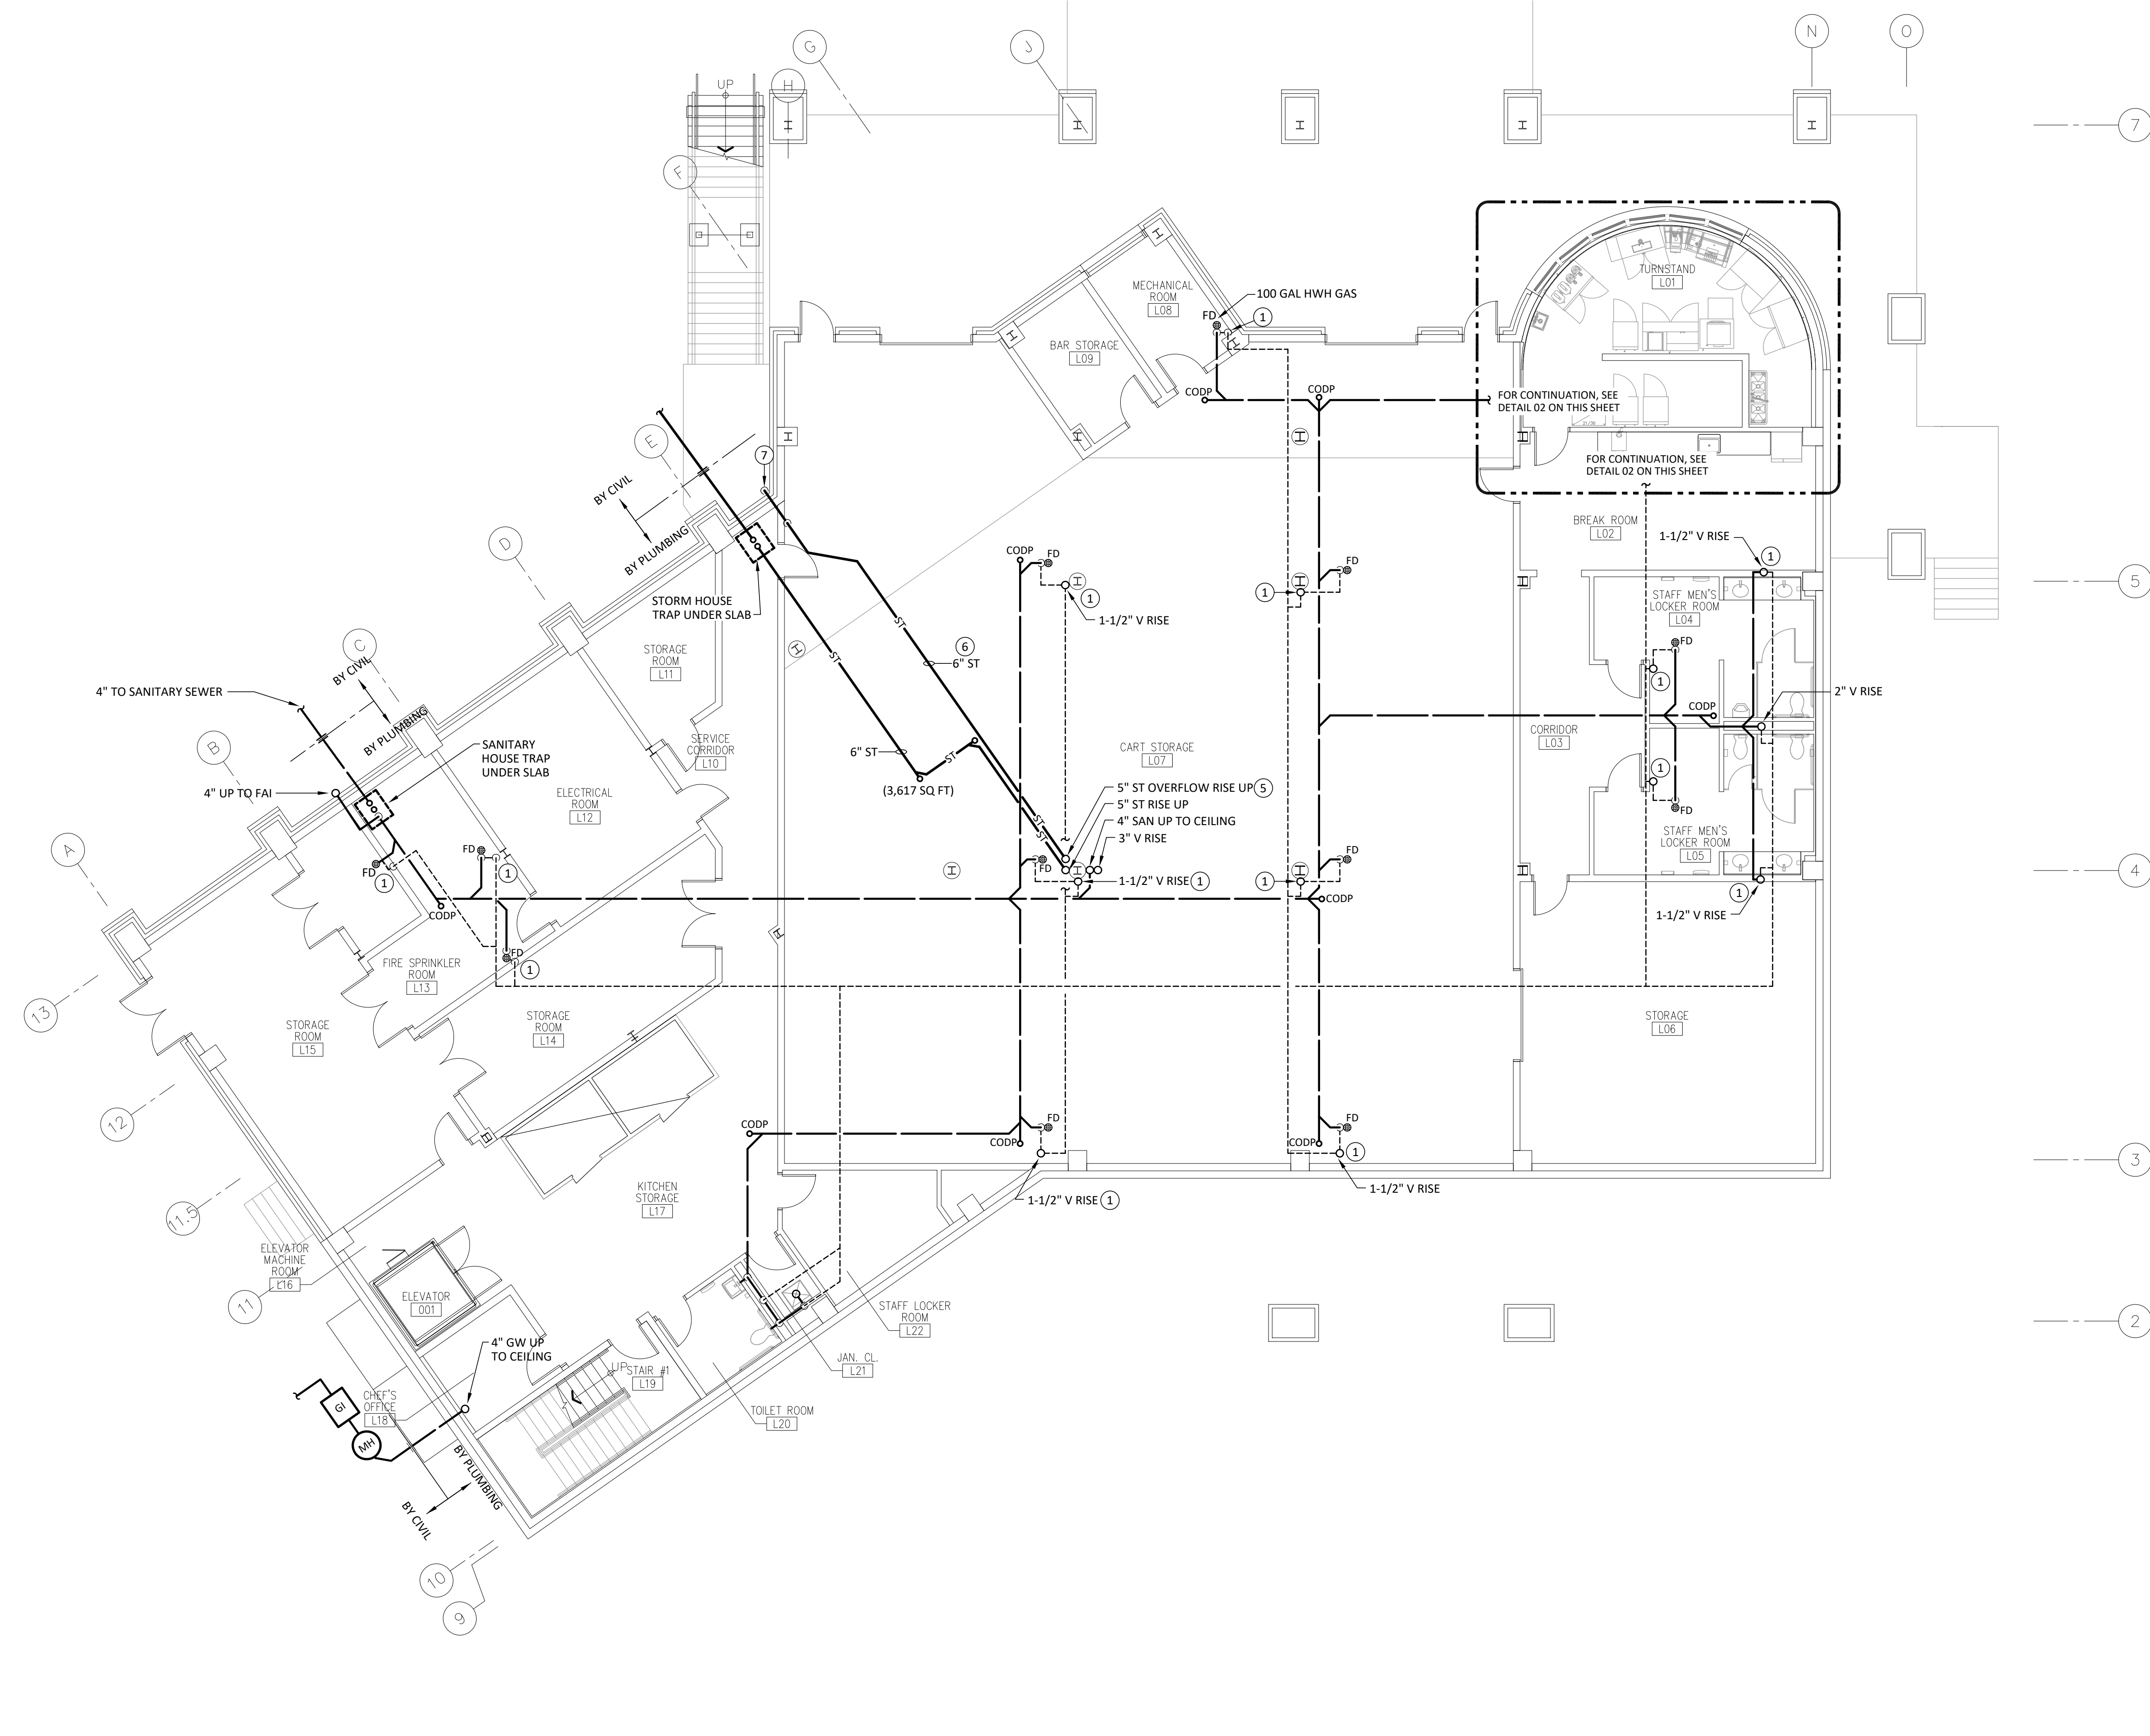 G
J
N
O
UP
H
7
F
TURNSTAND
L01
MECHANICAL
ROOM
L08
100 GAL HWH GAS
FD
1
BAR STORAGE
L09
CODP
CODP
FOR CONTINUATION, SEE
DETAIL 02 ON THIS SHEET
FOR CONTINUATION, SEE
DETAIL 02 ON THIS SHEET
E
7
BY CIVIL
BY PLUMBING
BREAK ROOM
L02
1-1/2" V RISE
1
D
CODP
FD
FD
1
1
1-1/2" V RISE
5
STORM HOUSE
TRAP UNDER SLAB
ST
STAFF MEN'S
LOCKER ROOM
L04
FD
1
C
BY CIVIL
BY PLUMBING
STORAGE
ROOM
L11
ST
6
6" ST
4" TO SANITARY SEWER
2" V RISE
CODP
B
SANITARY
HOUSE TRAP
UNDER SLAB
SERVICE
CORRIDOR
L10
6" ST
ST
CART STORAGE
L07
CORRIDOR
L03
1
FD
4" UP TO FAI
ELECTRICAL
ROOM
L12
(3,617 SQ FT)
5" ST OVERFLOW RISE UP
5
5" ST RISE UP
4" SAN UP TO CEILING
3" V RISE
ST
ST
STAFF MEN'S
LOCKER ROOM
L05
A
FD
1
FD
1
FD
1-1/2" V RISE
1
1
FD
4
CODP
CODP
1
1-1/2" V RISE
FIRE SPRINKLER
ROOM
L13
FD
1
13
STORAGE
ROOM
L15
STORAGE
ROOM
L14
STORAGE
L06
12
CODP
FD
CODP
FD
CODP
1
3
1-1/2" V RISE
1
1-1/2" V RISE
KITCHEN
STORAGE
L17
11.5
ELEVATOR
MACHINE
ROOM
L16
11
ELEVATOR
001
STAFF LOCKER
ROOM
L22
2
4" GW UP
TO CEILING
UP
STAIR #1
L19
JAN. CL.
L21
GI
CHEF'S
OFFICE
L18
TOILET ROOM
L20
MH
BY PLUMBING
BY CIVIL
10
9